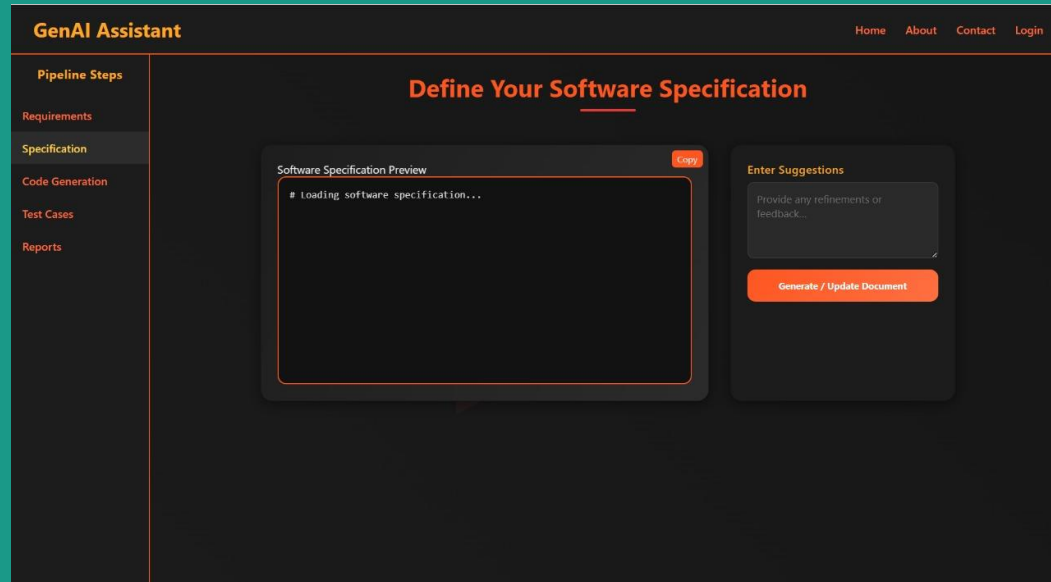 GenAI Assistant
Home About Contact Login
Pipeline Steps
Requirements
Specification
Code Generation
Test Cases
Reports
Define Your Software Specification
Software Specification Preview
Copy
# Loading software specification...
Enter Suggestions
Provide any refinements or
feedback...
Generate / Update Document